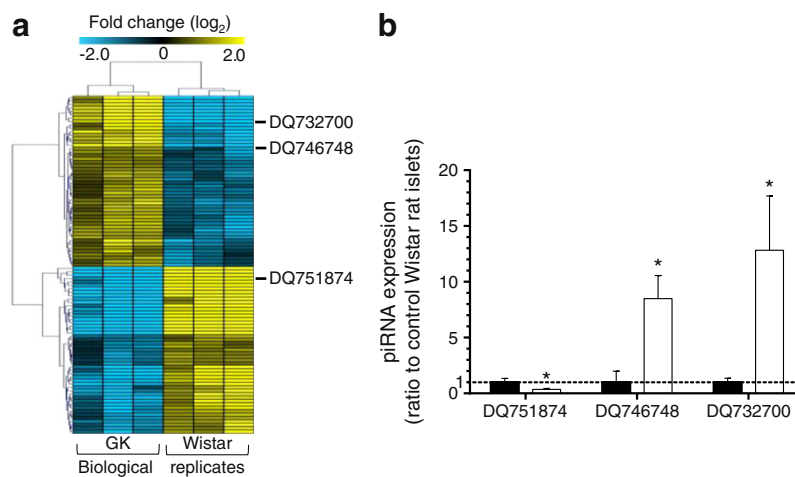 a
Fold change (log2)
-2.0 0 2.0
DQ732700
DQ746748
DQ751874
GK Wistar
Biological replicates
b
piRNA expression
(ratio to control Wistar rat islets)
20
15
10
5
1
0
* * *
DQ751874 DQ746748 DQ732700